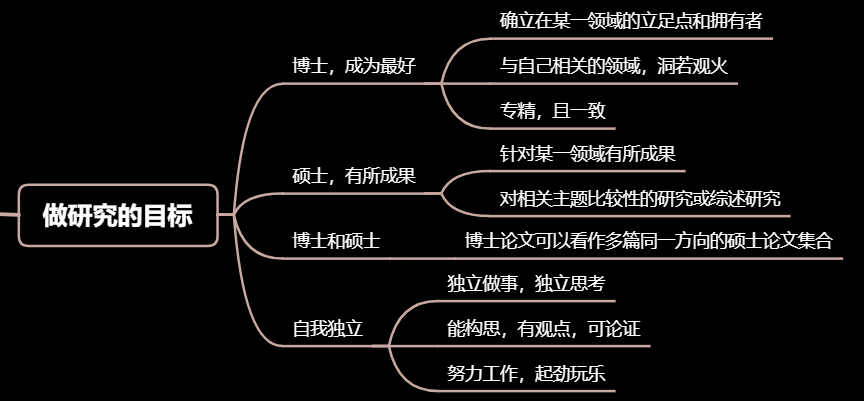 做研究的目标
博士，成为最好
确立在某一领域的立足点和拥有者
与自己相关的领域，洞若观火
专精，且一致
硕士，有所成果
针对某一领域有所成果
对相关主题比较性的研究或综述研究
博士和硕士
博士论文可以看作多篇同一方向的硕士论文集合
自我独立
独立做事，独立思考
能构思，有观点，可论证
努力工作，起劲玩乐